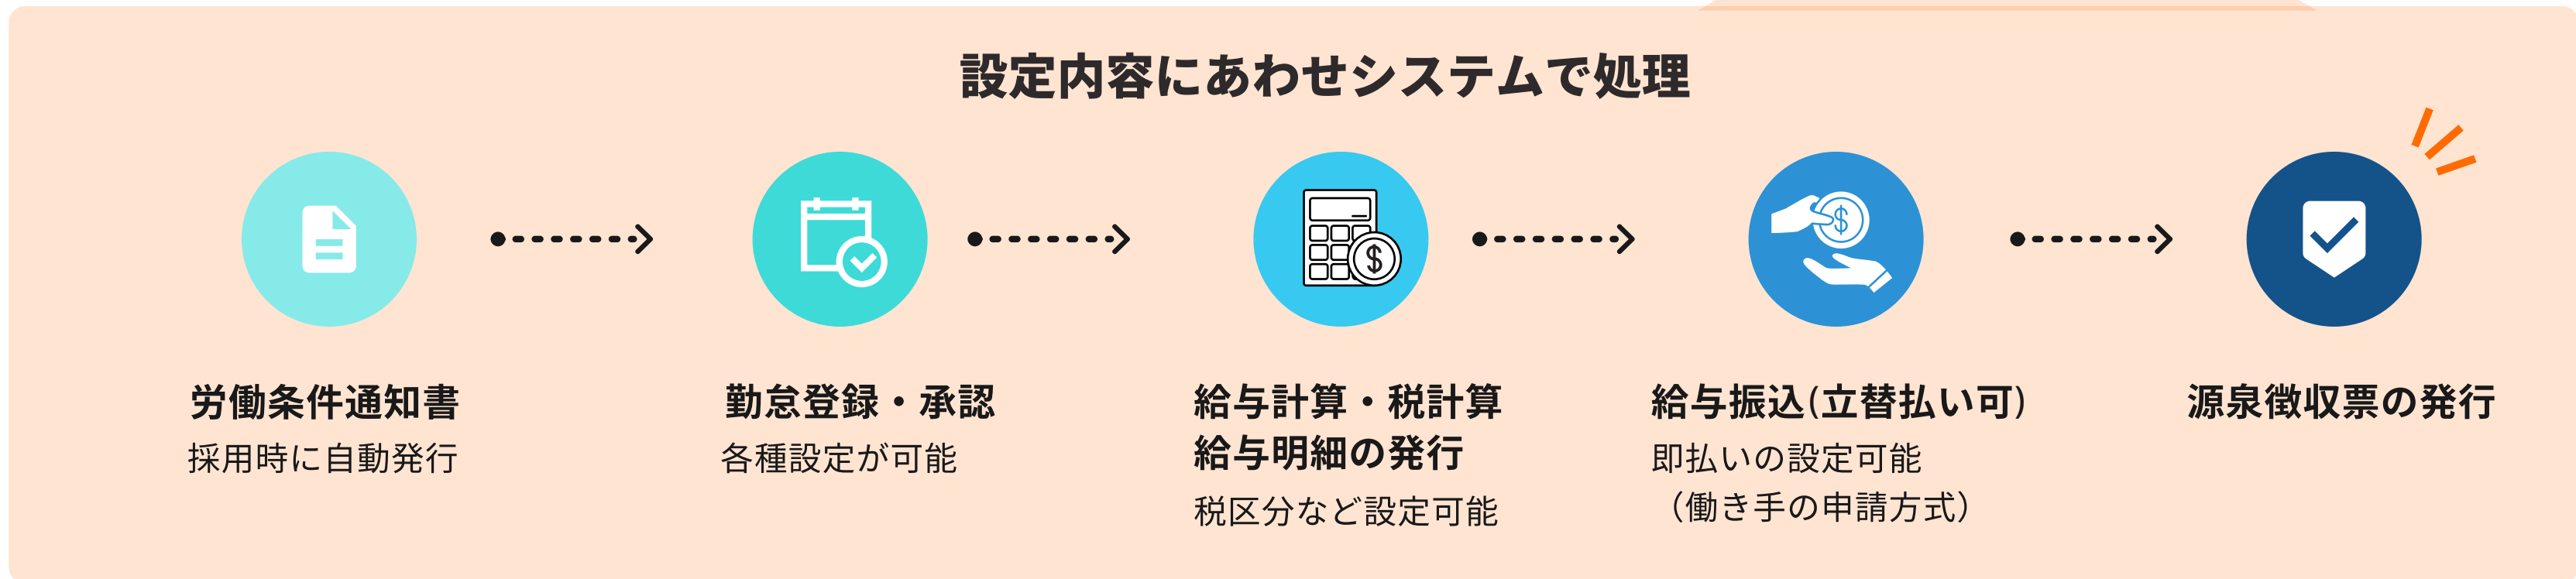 設定内容にあわせシステムで処理
労働条件通知書
採用時に自動発行
勤怠登録・承認
各種設定が可能
給与計算・税計算
給与明細の発行
税区分など設定可能
給与振込(立替払い可)
即払いの設定可能
（働き手の申請方式）
源泉徴収票の発行